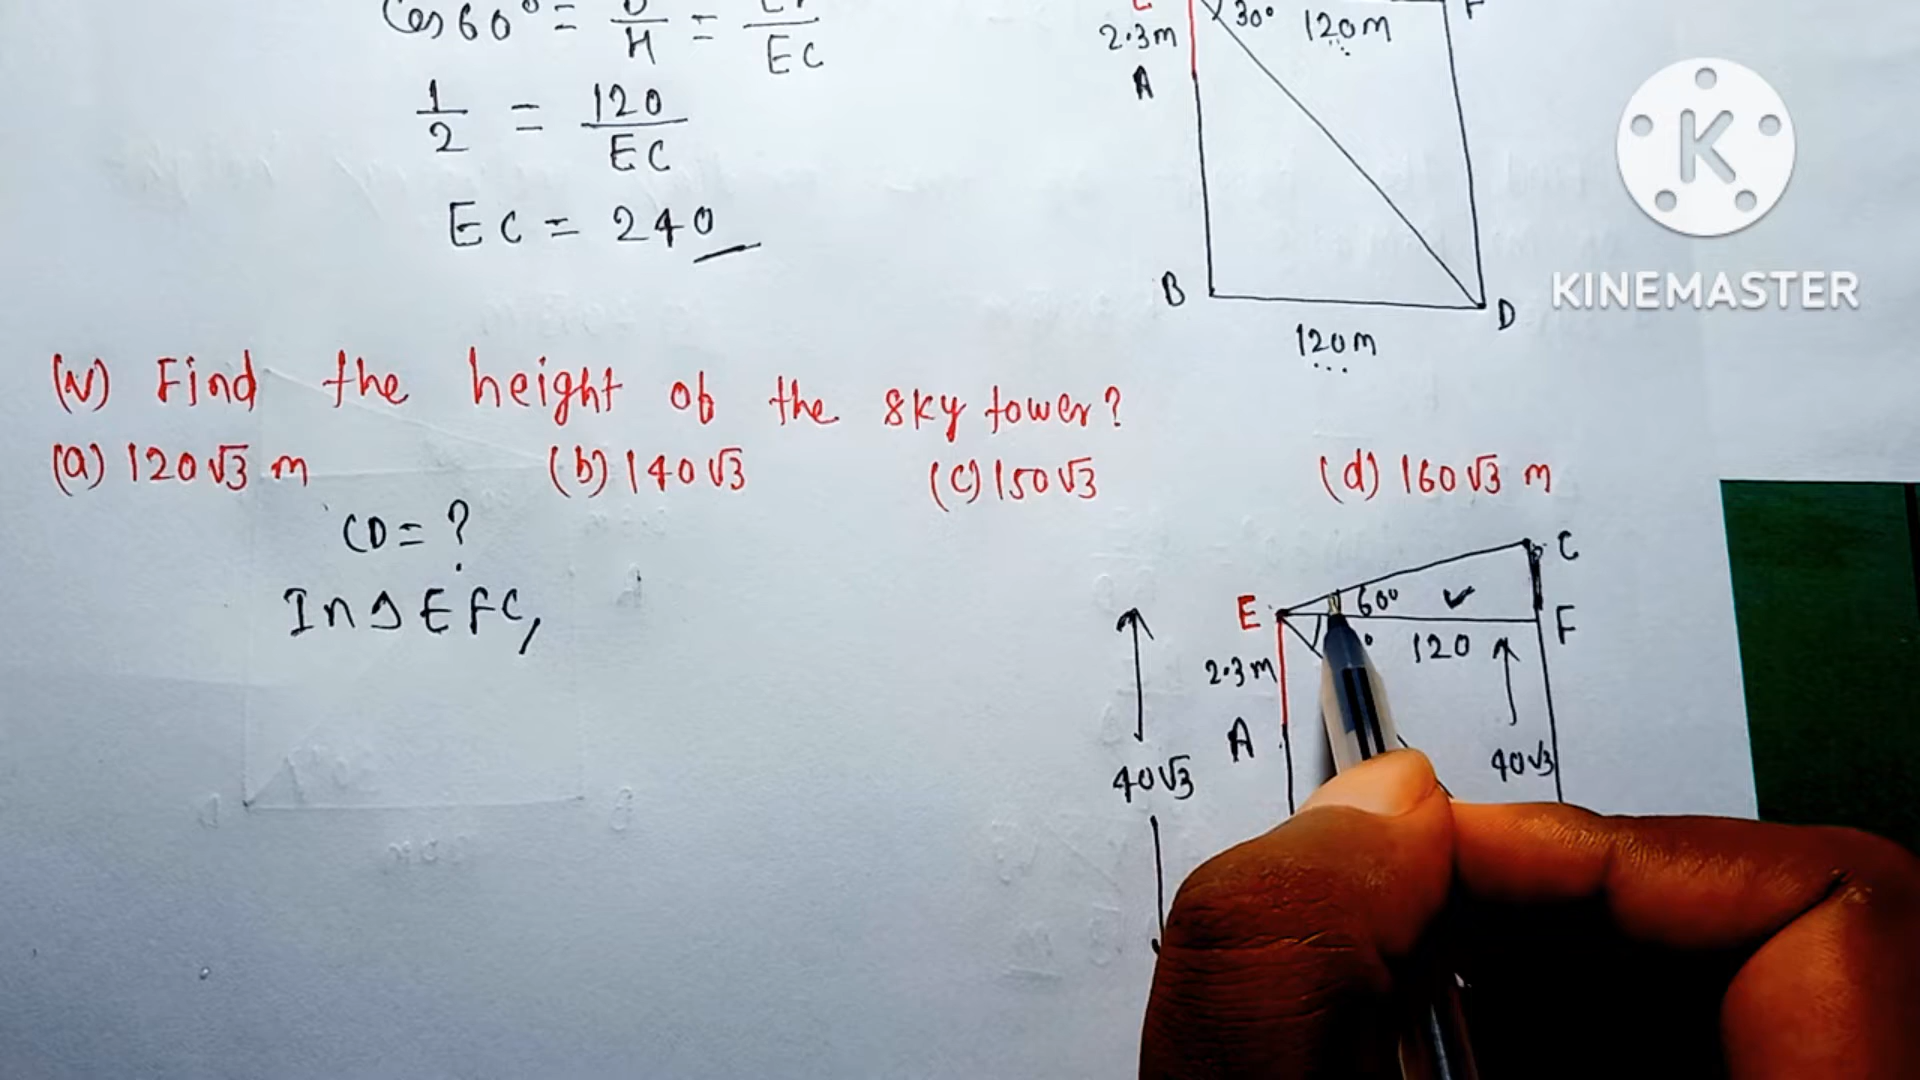 Cos60° = B/H = EF/EC
1/2 = 120/EC
EC = 240
E
2.3m
A
30°
120m
F
B
D
120m
K
KINEMASTER
(V) Find the height of the sky tower?
(a) 120√3 m (b) 140√3 (c) 150√3 (d) 160√3 m
CD = ?
In △ EFC,
C
E
60°
F
120
2.3m
A
40√3
40√3